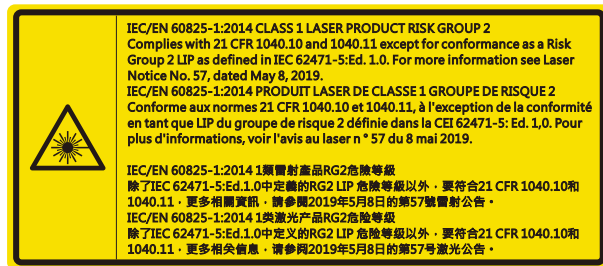 IEC/EN 60825-1:2014 CLASS 1 LASER PRODUCT RISK GROUP 2
Complies with 21 CFR 1040.10 and 1040.11 except for conformance as a Risk
Group 2 LIP as defined in IEC 62471-5:Ed. 1.0. For more information see Laser
Notice No. 57, dated May 8, 2019.
IEC/EN 60825-1:2014 PRODUIT LASER DE CLASSE 1 GROUPE DE RISQUE 2
Conforme aux normes 21 CFR 1040.10 et 1040.11, à l'exception de la conformité
en tant que LIP du groupe de risque 2 définie dans la CEI 62471-5: Ed. 1,0. Pour
plus d'informations, voir l'avis au laser n ° 57 du 8 mai 2019.
IEC/EN 60825-1:2014 1類雷射產品RG2危險等級
除了IEC 62471-5:Ed.1.0中定義的RG2 LIP 危險等級以外，要符合21 CFR 1040.10和
1040.11，更多相關資訊，請參閱2019年5月8日的第57號雷射公告。
IEC/EN 60825-1:2014 1类激光产品RG2危险等级
除了IEC 62471-5:Ed.1.0中定义的RG2 LIP 危险等级以外，要符合21 CFR 1040.10和
1040.11，更多相关信息，请参阅2019年5月8日的第57号激光公告。